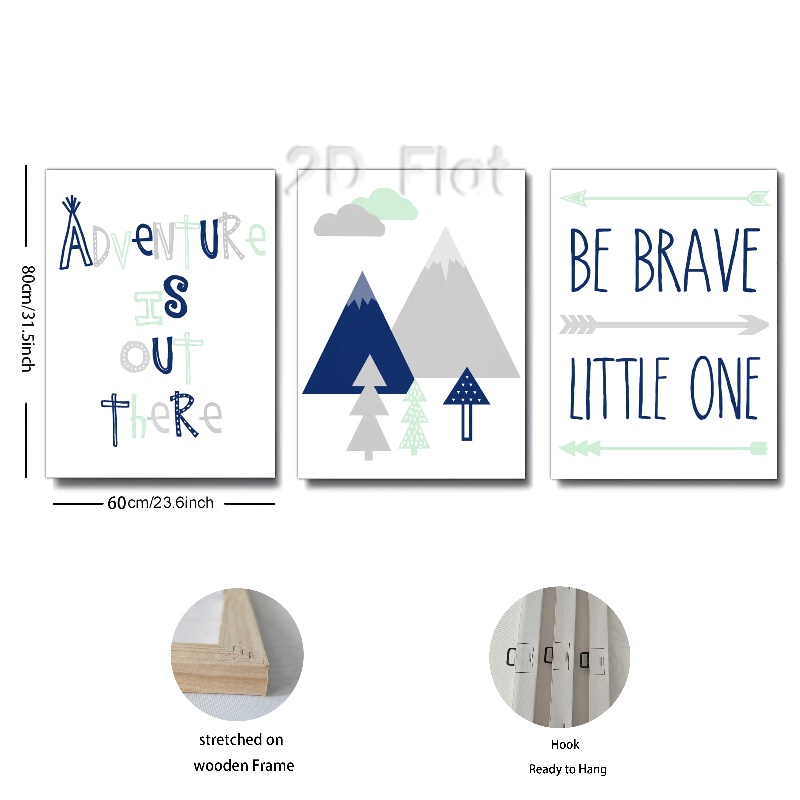 2D Flat
ADVeNTURe
IS
OUT
THeRe
BE BRAVE
LITTLE ONE
80cm/31.5inch
60cm/23.6inch
stretched on
wooden Frame
Hook
Ready to Hang